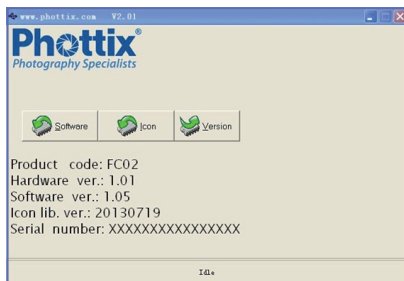 www.phottix.com V2.01
Phottix®
Photography Specialists
Software Icon Version
Product code: FC02
Hardware ver.: 1.01
Software ver.: 1.05
Icon lib. ver.: 20130719
Serial number: XXXXXXXXXXXXXXXX
Idle